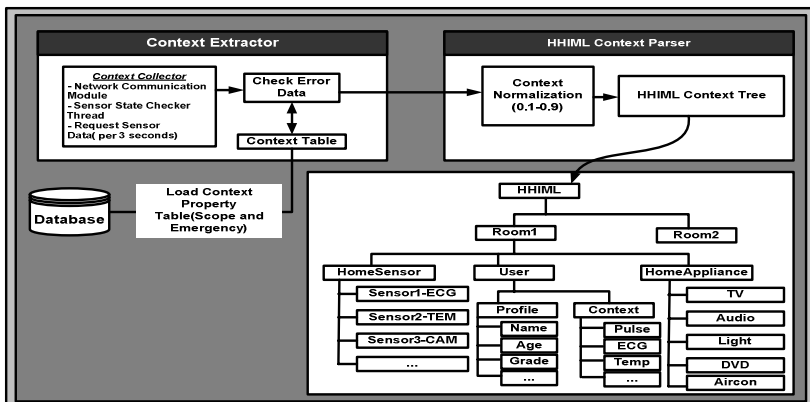 Context Extractor
Context Collector
- Network Communication
Module
- Sensor State Checker
Thread
- Request Sensor
Data( per 3 seconds)
Check Error
Data
Context Table
HHIML Context Parser
Context
Normalization
(0,1-0,9)
HHIML Context Tree
Database
Load Context
Property
Table(Scope and
Emergency)
HHIML
Room1
Room2
HomeSensor
User
HomeAppliance
Sensor1-ECG
Sensor2-TEM
Sensor3-CAM
...
Profile
Name
Age
Grade
...
Context
Pulse
ECG
Temp
...
TV
Audio
Light
DVD
Aircon